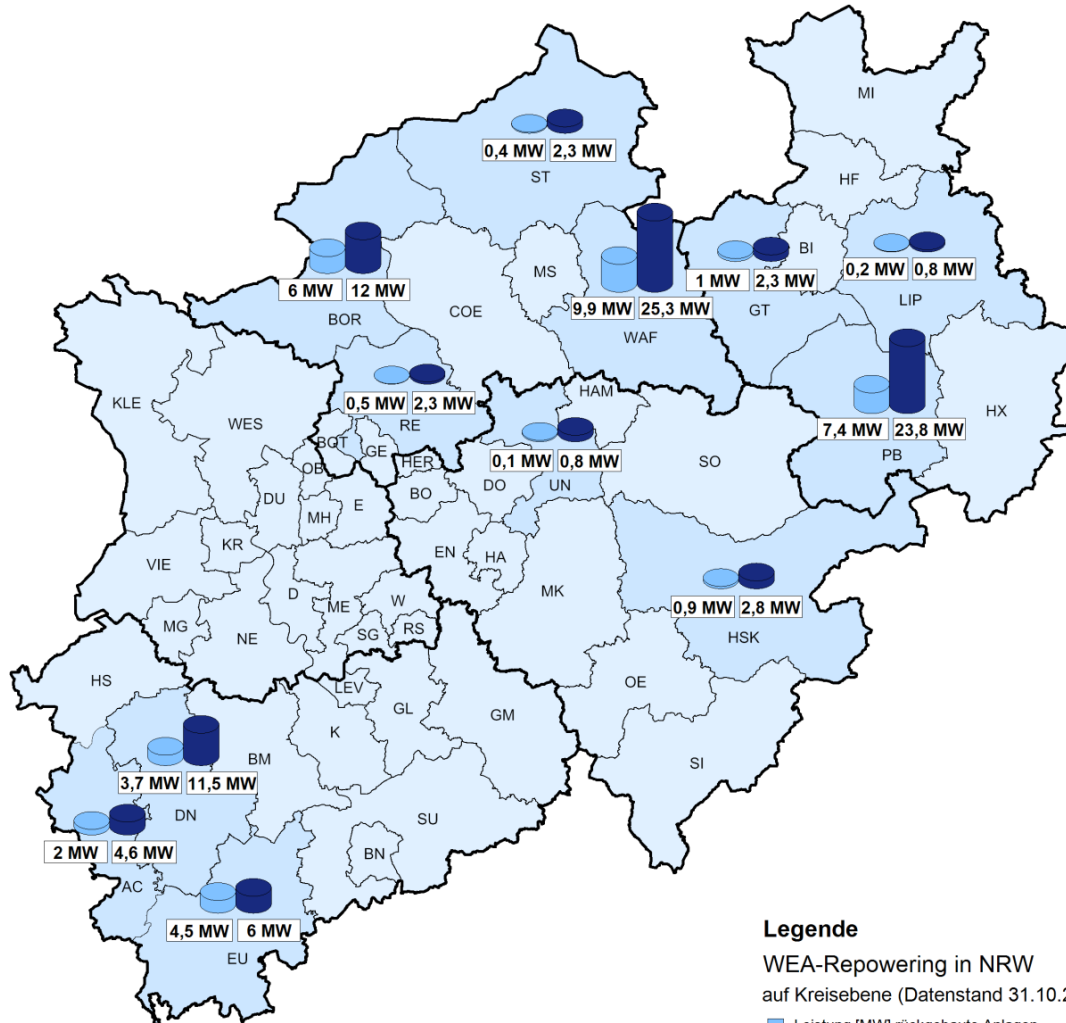 MI
HF
0,4 MW 2,3 MW
ST
BI
MS
6 MW 12 MW
BOR
COE
9,9 MW 25,3 MW
WAF
1 MW 2,3 MW
GT
0,2 MW 0,8 MW
LIP
KLE
WES
0,5 MW 2,3 MW
RE
HAM
HX
7,4 MW 23,8 MW
PB
BOT
GE
HER
OB
0,1 MW 0,8 MW
UN
DO
SO
DU
BO
MH
E
KR
VIE
EN
HA
MK
D
ME
W
MG
NE
SG
RS
0,9 MW 2,8 MW
HSK
HS
LEV
GL
K
GM
OE
BM
SI
3,7 MW 11,5 MW
DN
SU
2 MW 4,6 MW
AC
BN
4,5 MW 6 MW
EU
Legende
WEA-Repowering in NRW
auf Kreisebene (Datenstand 31.10.2
Leistung [MW] rückgebaute Anlagen